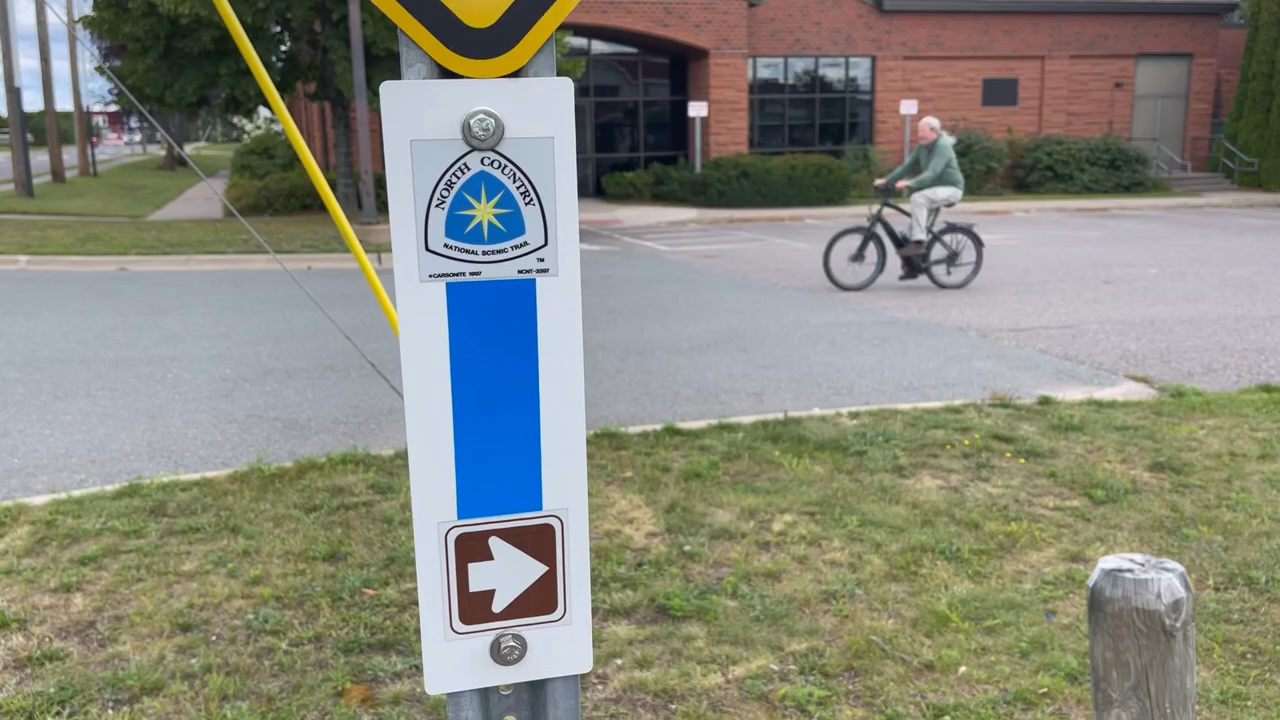 NORTH COUNTRY
NATIONAL SCENIC TRAIL
TM
©CARSONITE 1997 NCNT-3597